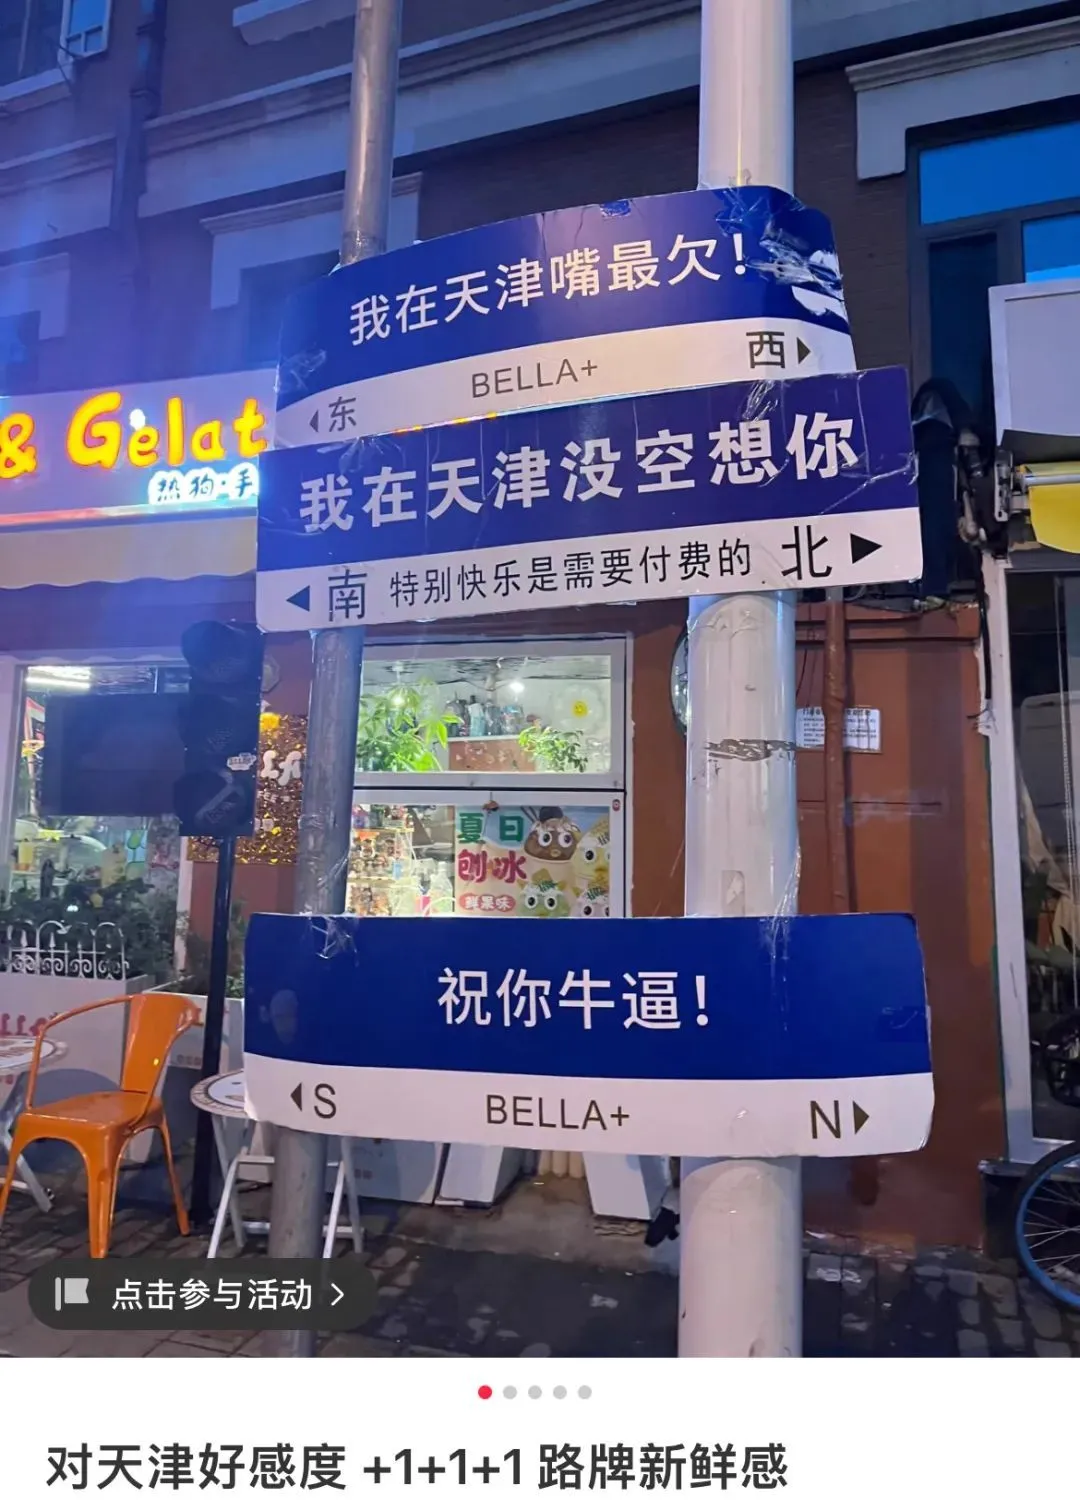 我在天津嘴最欠!
BELLA+
东
西
& Gelat
热狗·手
我在天津没空想你
南 特别快乐是需要付费的 北
夏日
刨冰
鲜果味
祝你牛逼!
S BELLA+ N
点击参与活动
对天津好感度 +1+1+1 路牌新鲜感